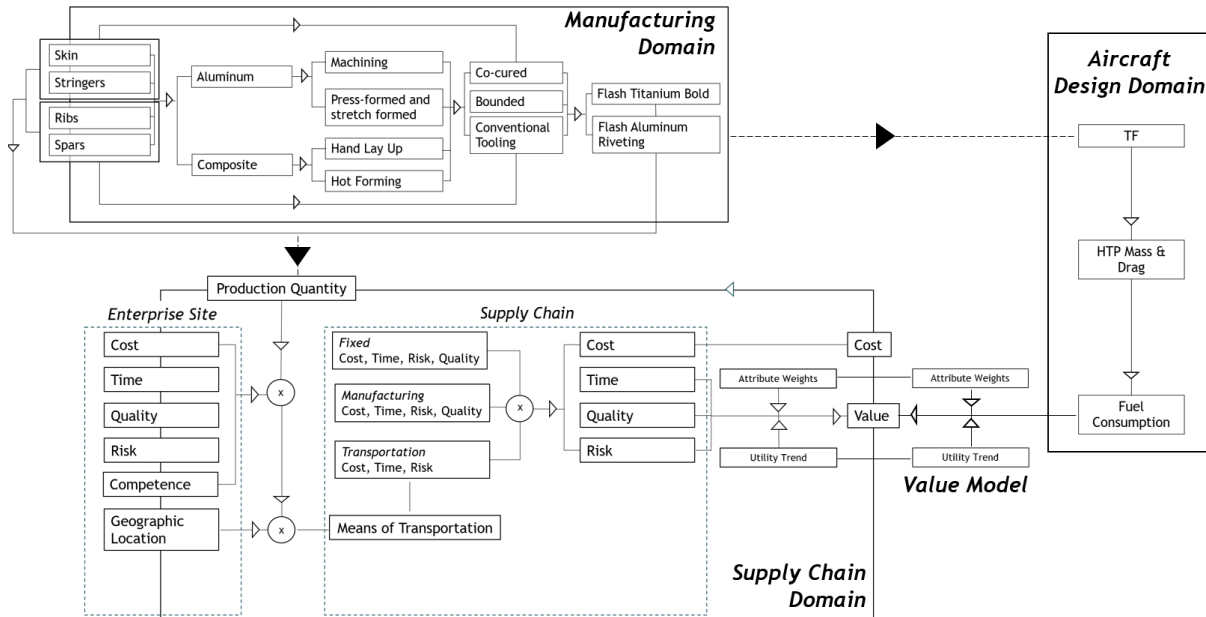 Manufacturing
Domain
Skin
Stringers
Ribs
Spars
Aluminum
Composite
Machining
Press-formed and
stretch formed
Hand Lay Up
Hot Forming
Co-cured
Bounded
Conventional
Tooling
Flash Titanium Bold
Flash Aluminum
Riveting
Aircraft
Design Domain
TF
HTP Mass &
Drag
Fuel
Consumption
Production Quantity
Enterprise Site
Cost
Time
Quality
Risk
Competence
Geographic
Location
x
x
Supply Chain
Fixed
Cost, Time, Risk, Quality
Manufacturing
Cost, Time, Risk, Quality
Transportation
Cost, Time, Risk
Means of Transportation
x
Cost
Time
Quality
Risk
Cost
Value
Attribute Weights
Attribute Weights
Utility Trend
Utility Trend
Value Model
Supply Chain
Domain